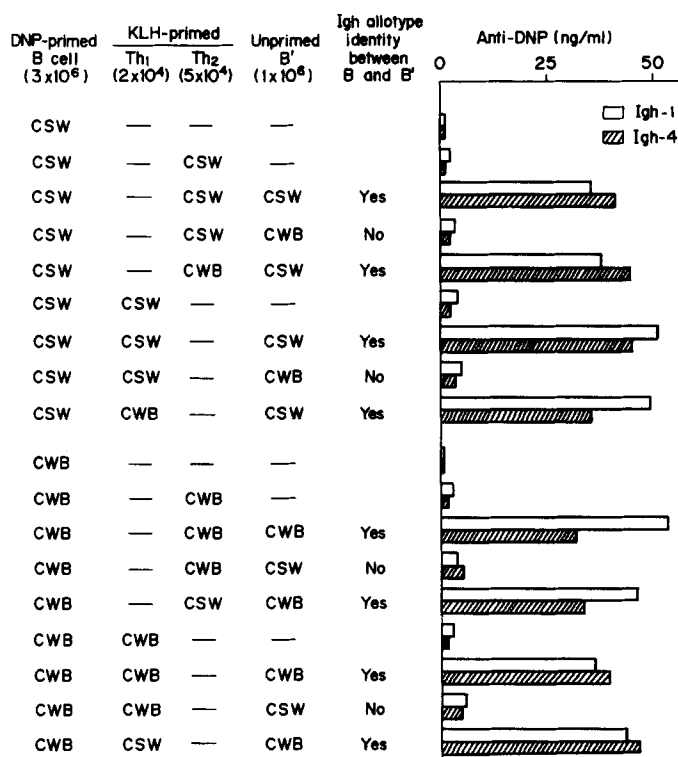 DNP-primed B cell (3x10⁶)
KLH-primed
Th₁ (2x10⁴)
Th₂ (5x10⁴)
Unprimed B' (1x10⁶)
Igh allotype identity between B and B'
Anti-DNP (ng/ml)
0 25 50
Igh-1
Igh-4
CSW — — —
CSW — CSW —
CSW — CSW CSW Yes
CSW — CSW CWB No
CSW — CWB CSW Yes
CSW CSW — —
CSW CSW — CSW Yes
CSW CSW — CWB No
CSW CWB — CSW Yes
CWB — — —
CWB — CWB —
CWB — CWB CWB Yes
CWB — CWB CSW No
CWB — CSW CWB Yes
CWB CWB — —
CWB CWB — CWB Yes
CWB CWB — CSW No
CWB CSW — CWB Yes